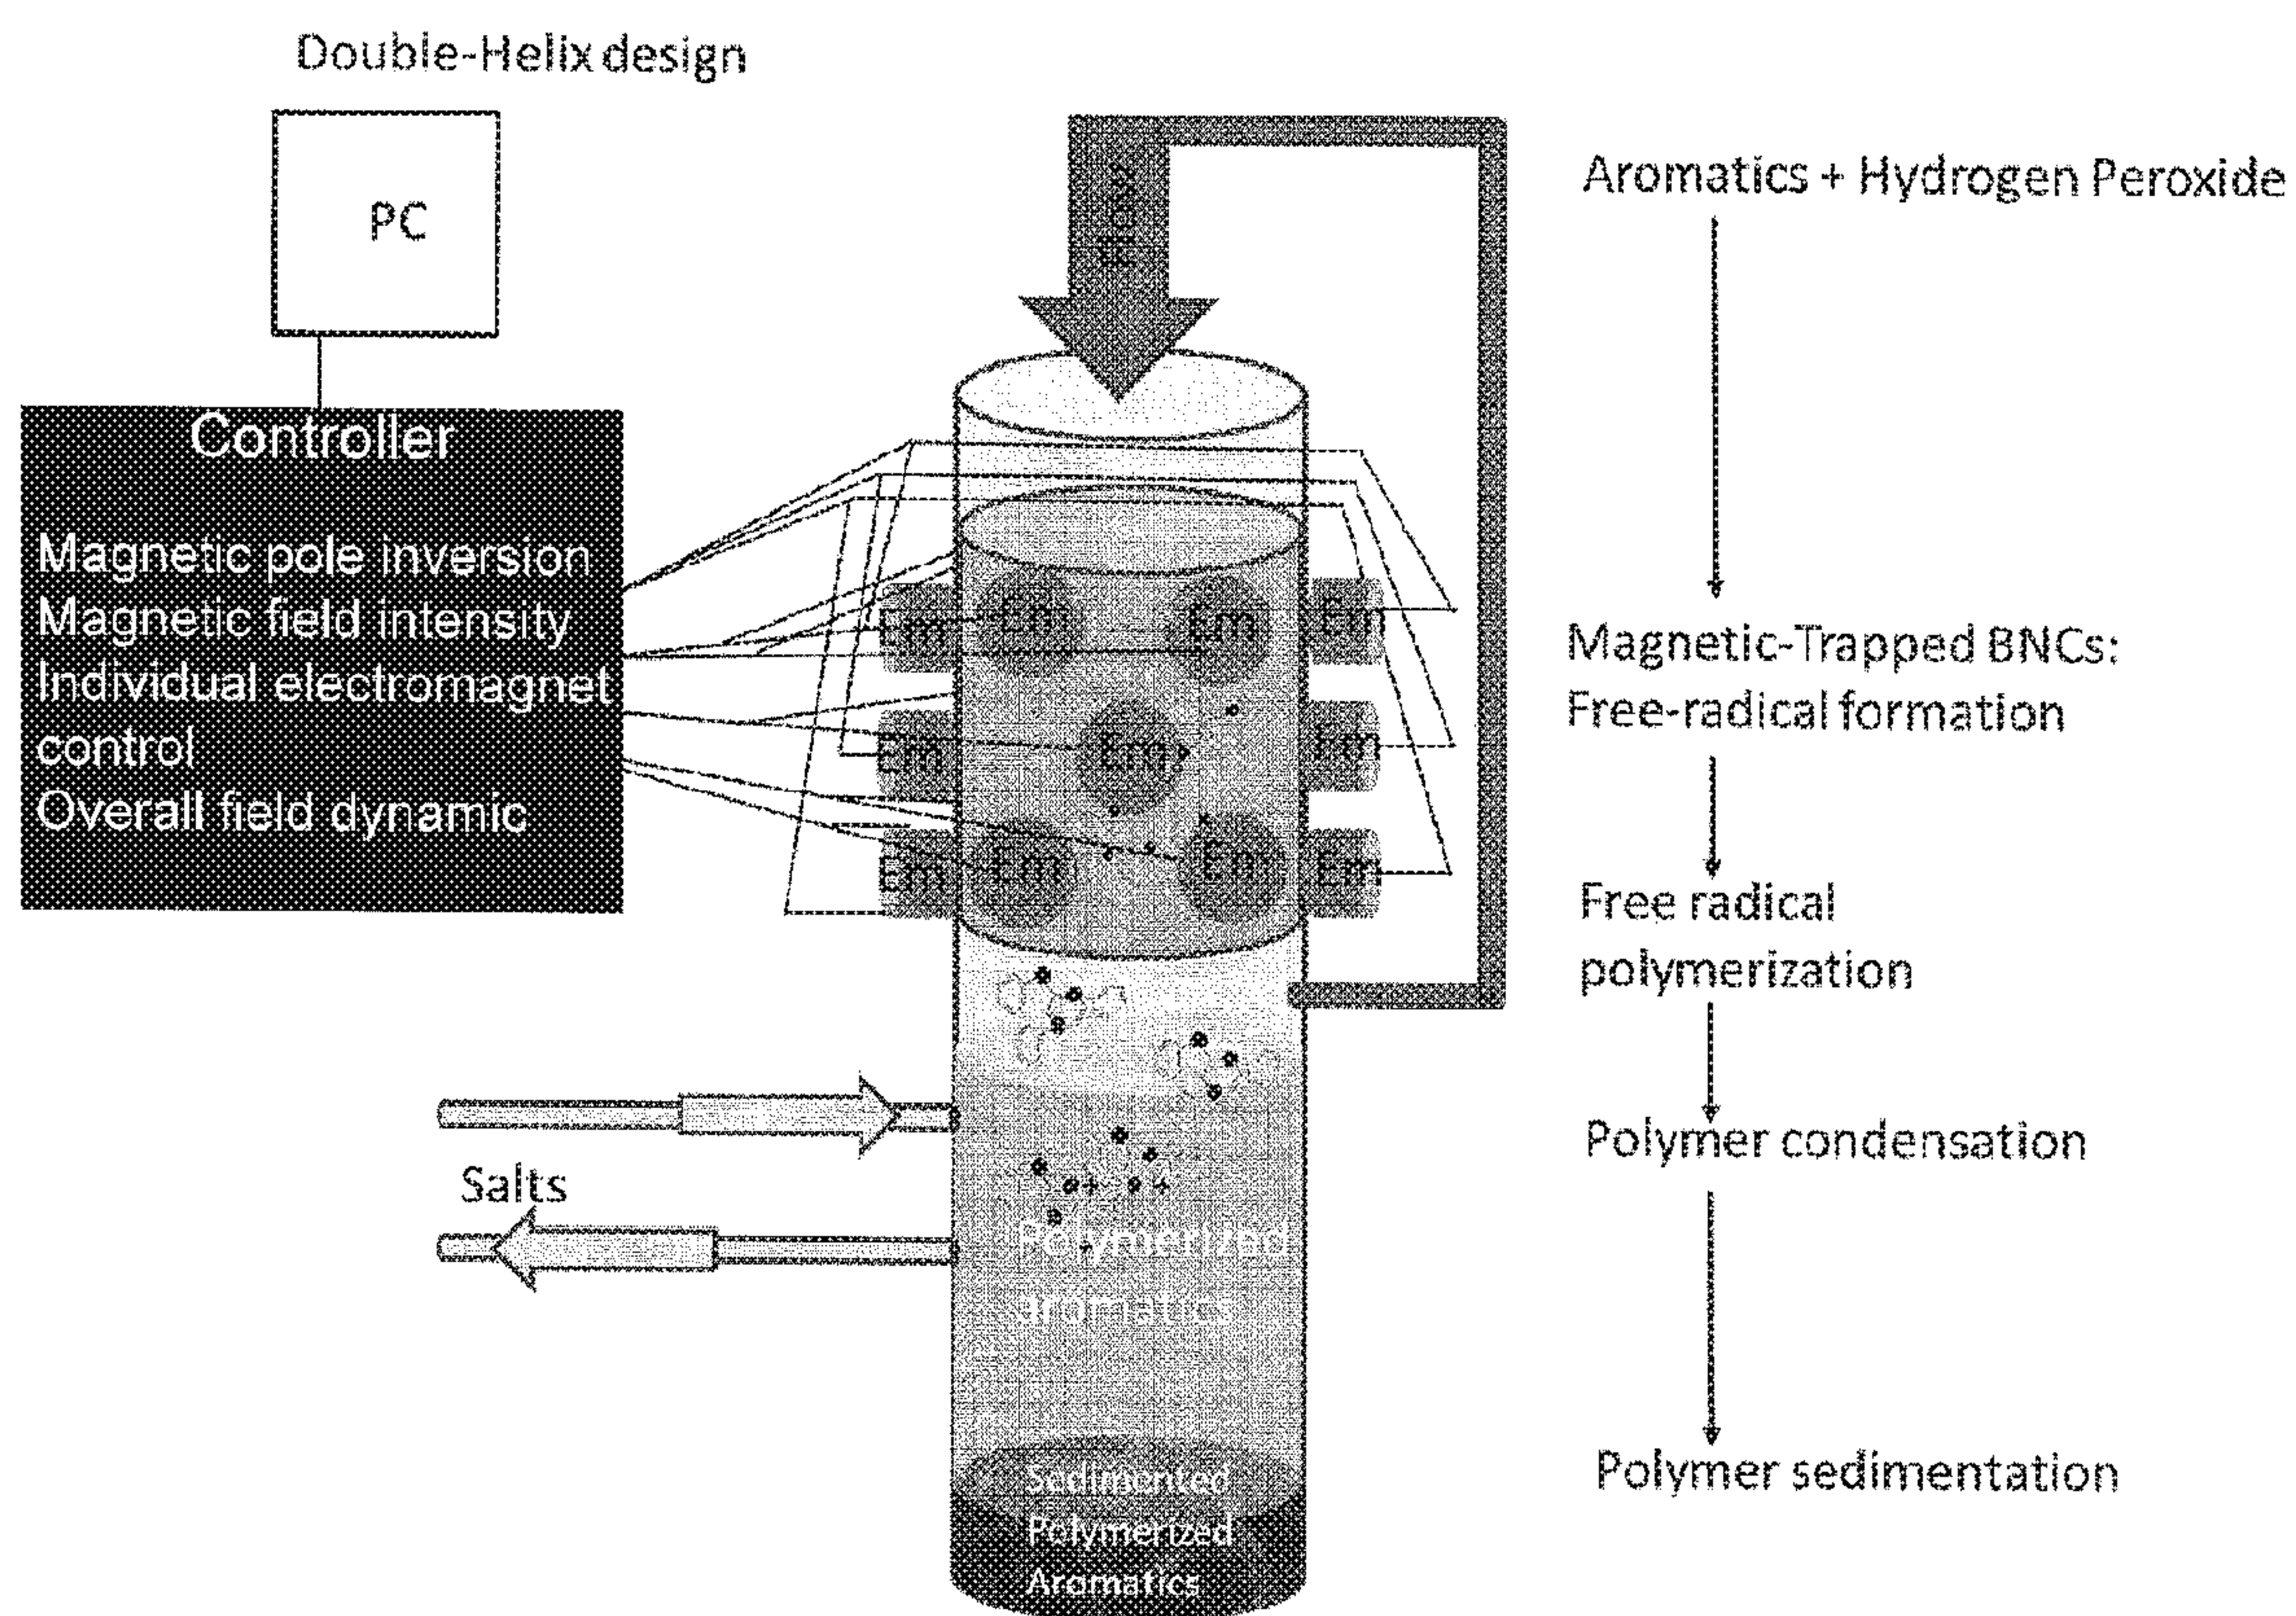 Double-Helix design
PC
Controller
Magnetic pole inversion
Magnetic field intensity
Individual electromagnet
control
Overall field dynamic
Flow
Em Em Em Em
Em Em Em
Em Em Em Em
Salts
Polymerized
aromatics
Sedimented
Polymerized
Aromatics
Aromatics + Hydrogen Peroxide
Magnetic-Trapped BNCs:
Free-radical formation
Free radical
polymerization
Polymer condensation
Polymer sedimentation